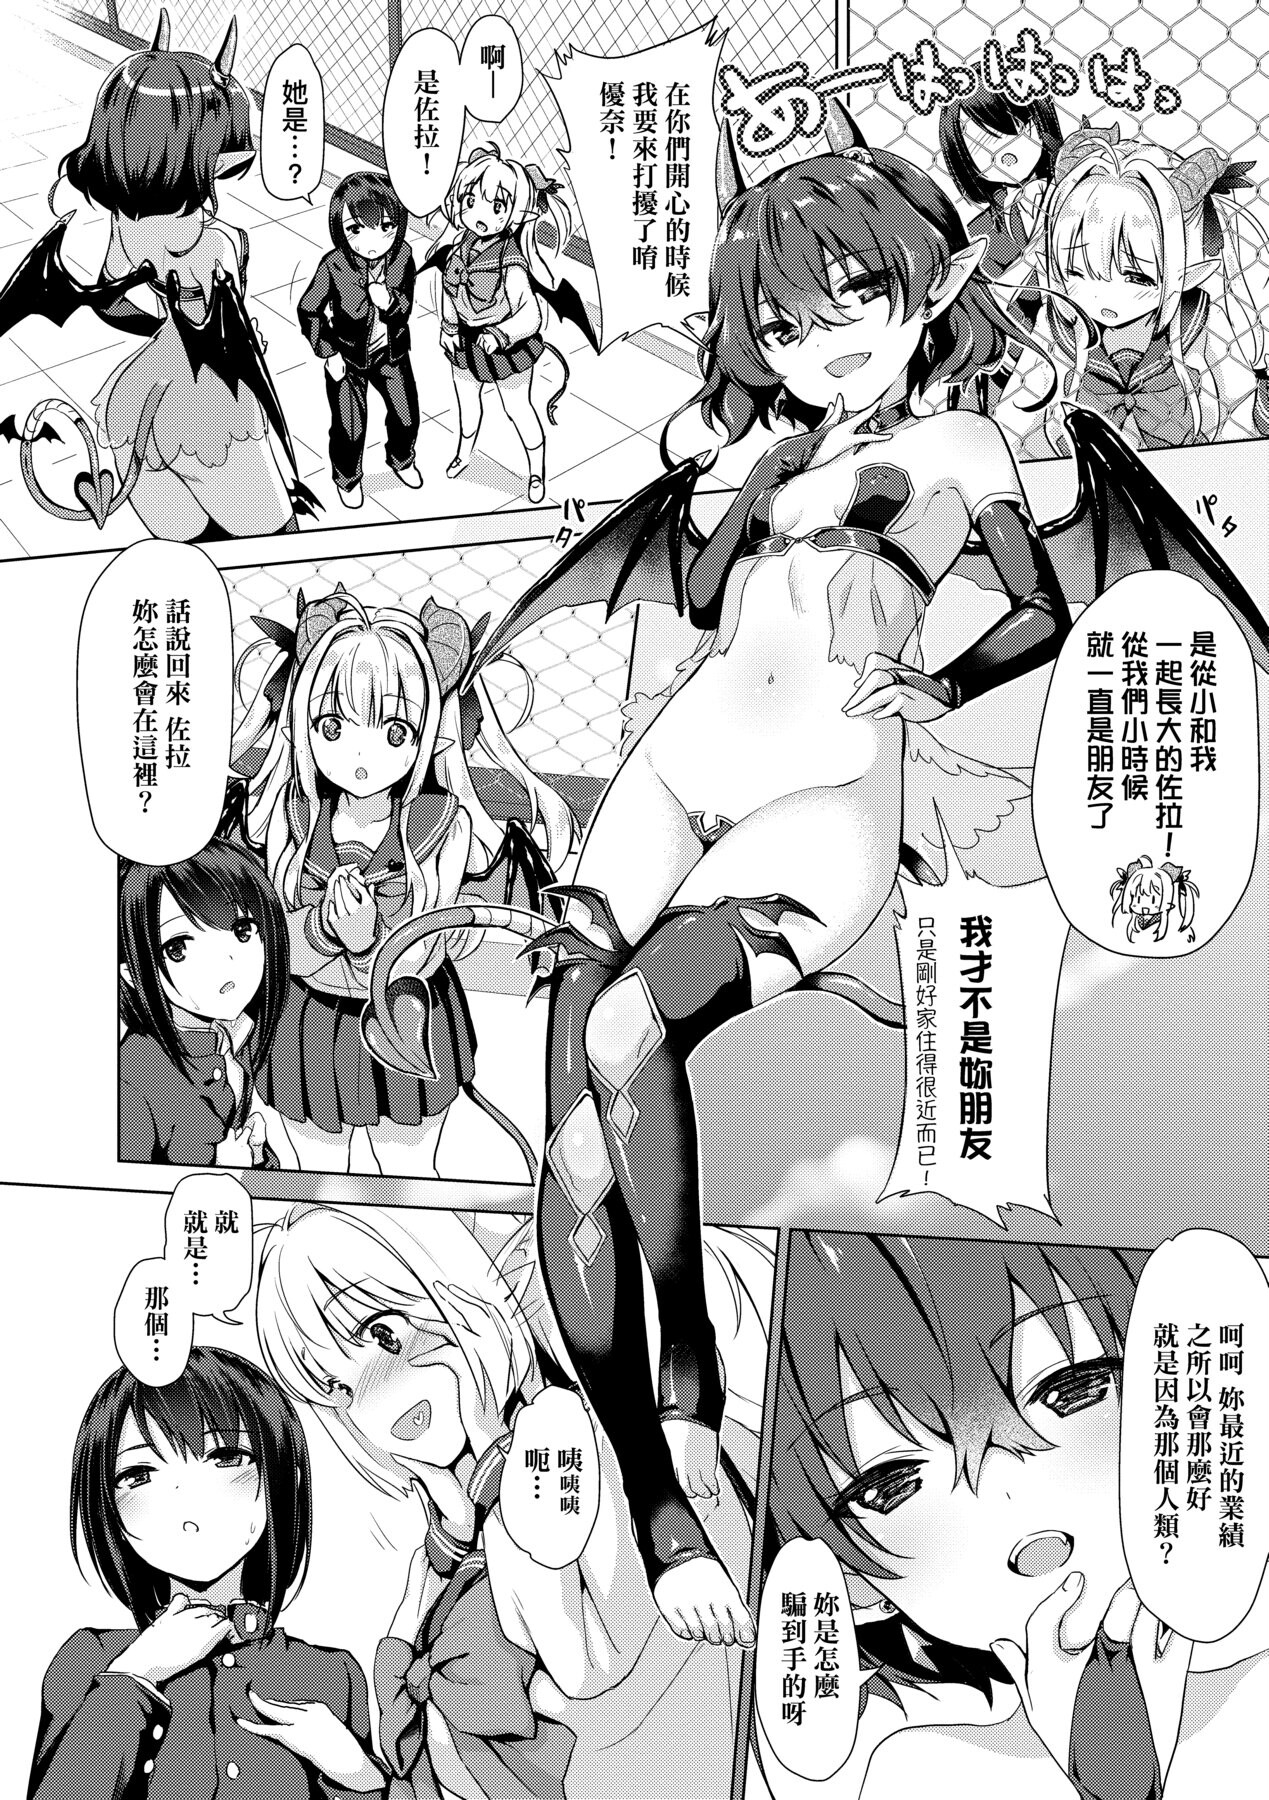 あーはっはっはっ
在你們開心的時候
我要來打擾了唷
優奈！
啊—
是佐拉！
她是…？
パタ
パタ
是從小和我
一起長大的佐拉！
從我們小時候
就一直是朋友了
我才不是妳朋友
只是剛好家住得很近而已！
話說回來 佐拉
妳怎麼會在這裡？
呵呵 妳最近的業績
之所以會那麼好
就是因為那個人類？
妳是怎麼
騙到手的呀
咦咦咦
呃…
就
就是…
那個…